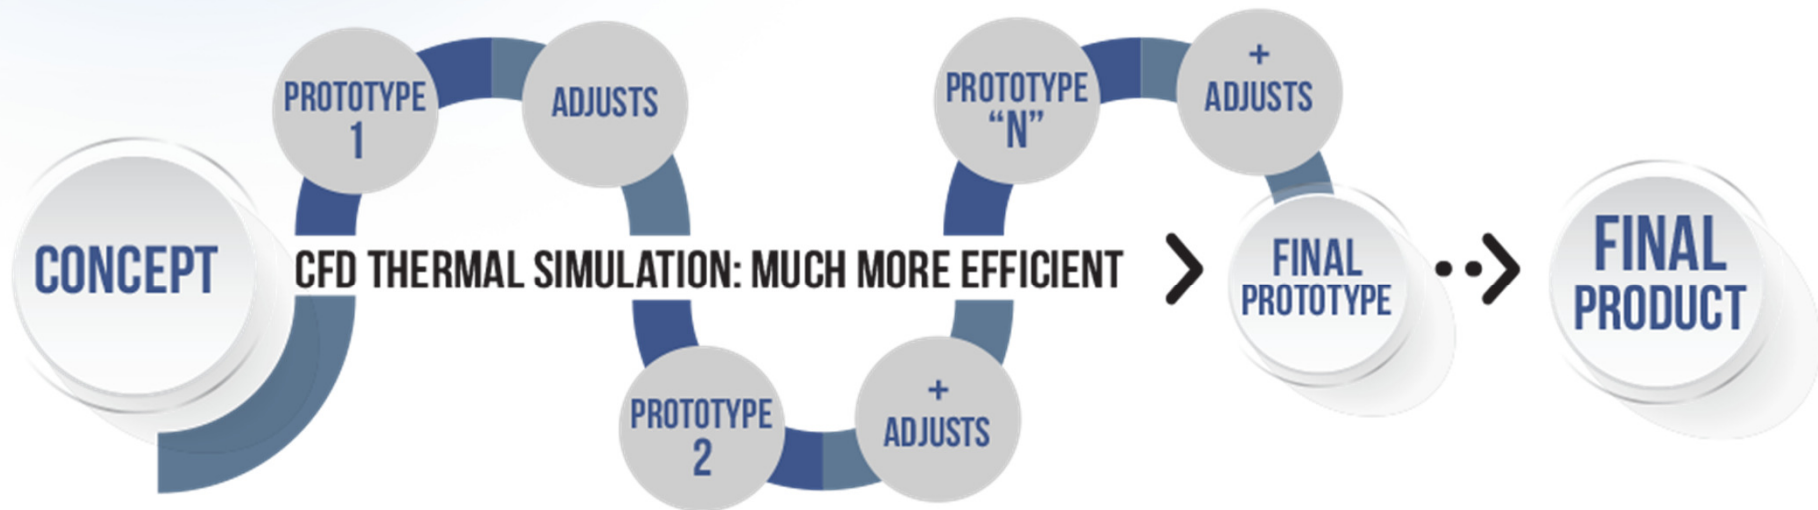 CONCEPT
PROTOTYPE
1
ADJUSTS
CFD THERMAL SIMULATION: MUCH MORE EFFICIENT
PROTOTYPE
2
+
ADJUSTS
PROTOTYPE
“N”
+
ADJUSTS
FINAL
PROTOTYPE
FINAL
PRODUCT